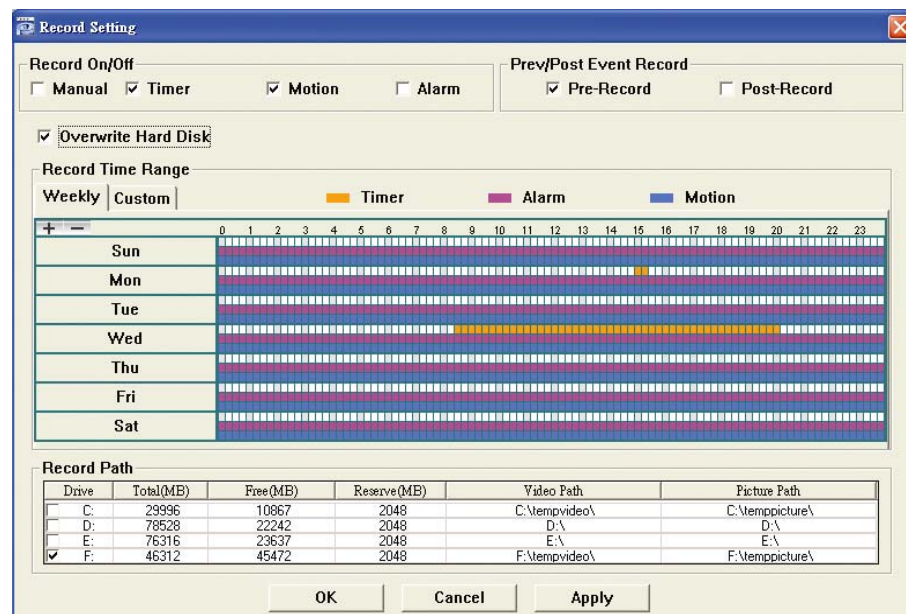 Record Setting
Record On/Off
Manual Timer Motion Alarm
Prev/Post Event Record
Pre-Record Post-Record
Overwrite Hard Disk
Record Time Range
Weekly Custom
Timer Alarm Motion
+ − 0 1 2 3 4 5 6 7 8 9 10 11 12 13 14 15 16 17 18 19 20 21 22 23
Sun
Mon
Tue
Wed
Thu
Fri
Sat
Record Path
Drive Total(MB) Free(MB) Reserve(MB) Video Path Picture Path
C: 29996 10867 2048 C:\tempvideo\ C:\temppicture\
D: 78528 22242 2048 D:\ D:\
E: 76316 23637 2048 E:\ E:\
F: 46312 45472 2048 F:\tempvideo\ F:\temppicture\
OK Cancel Apply